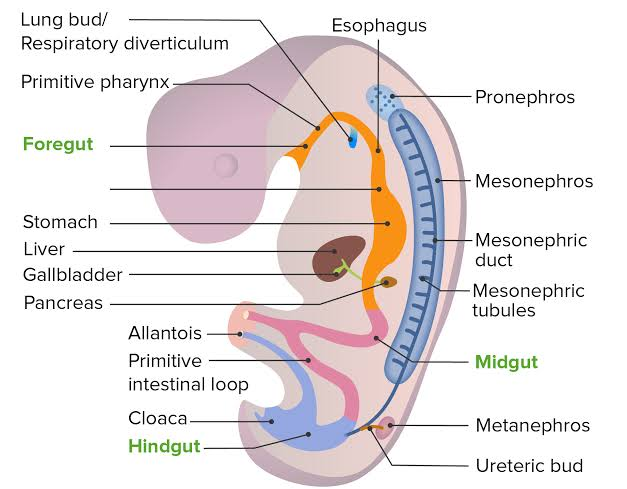 Lung bud/
Respiratory diverticulum
Esophagus
Primitive pharynx
Pronephros
Foregut
Mesonephros
Stomach
Liver
Mesonephric
duct
Gallbladder
Mesonephric
tubules
Pancreas
Allantois
Primitive
intestinal loop
Midgut
Cloaca
Metanephros
Hindgut
Ureteric bud